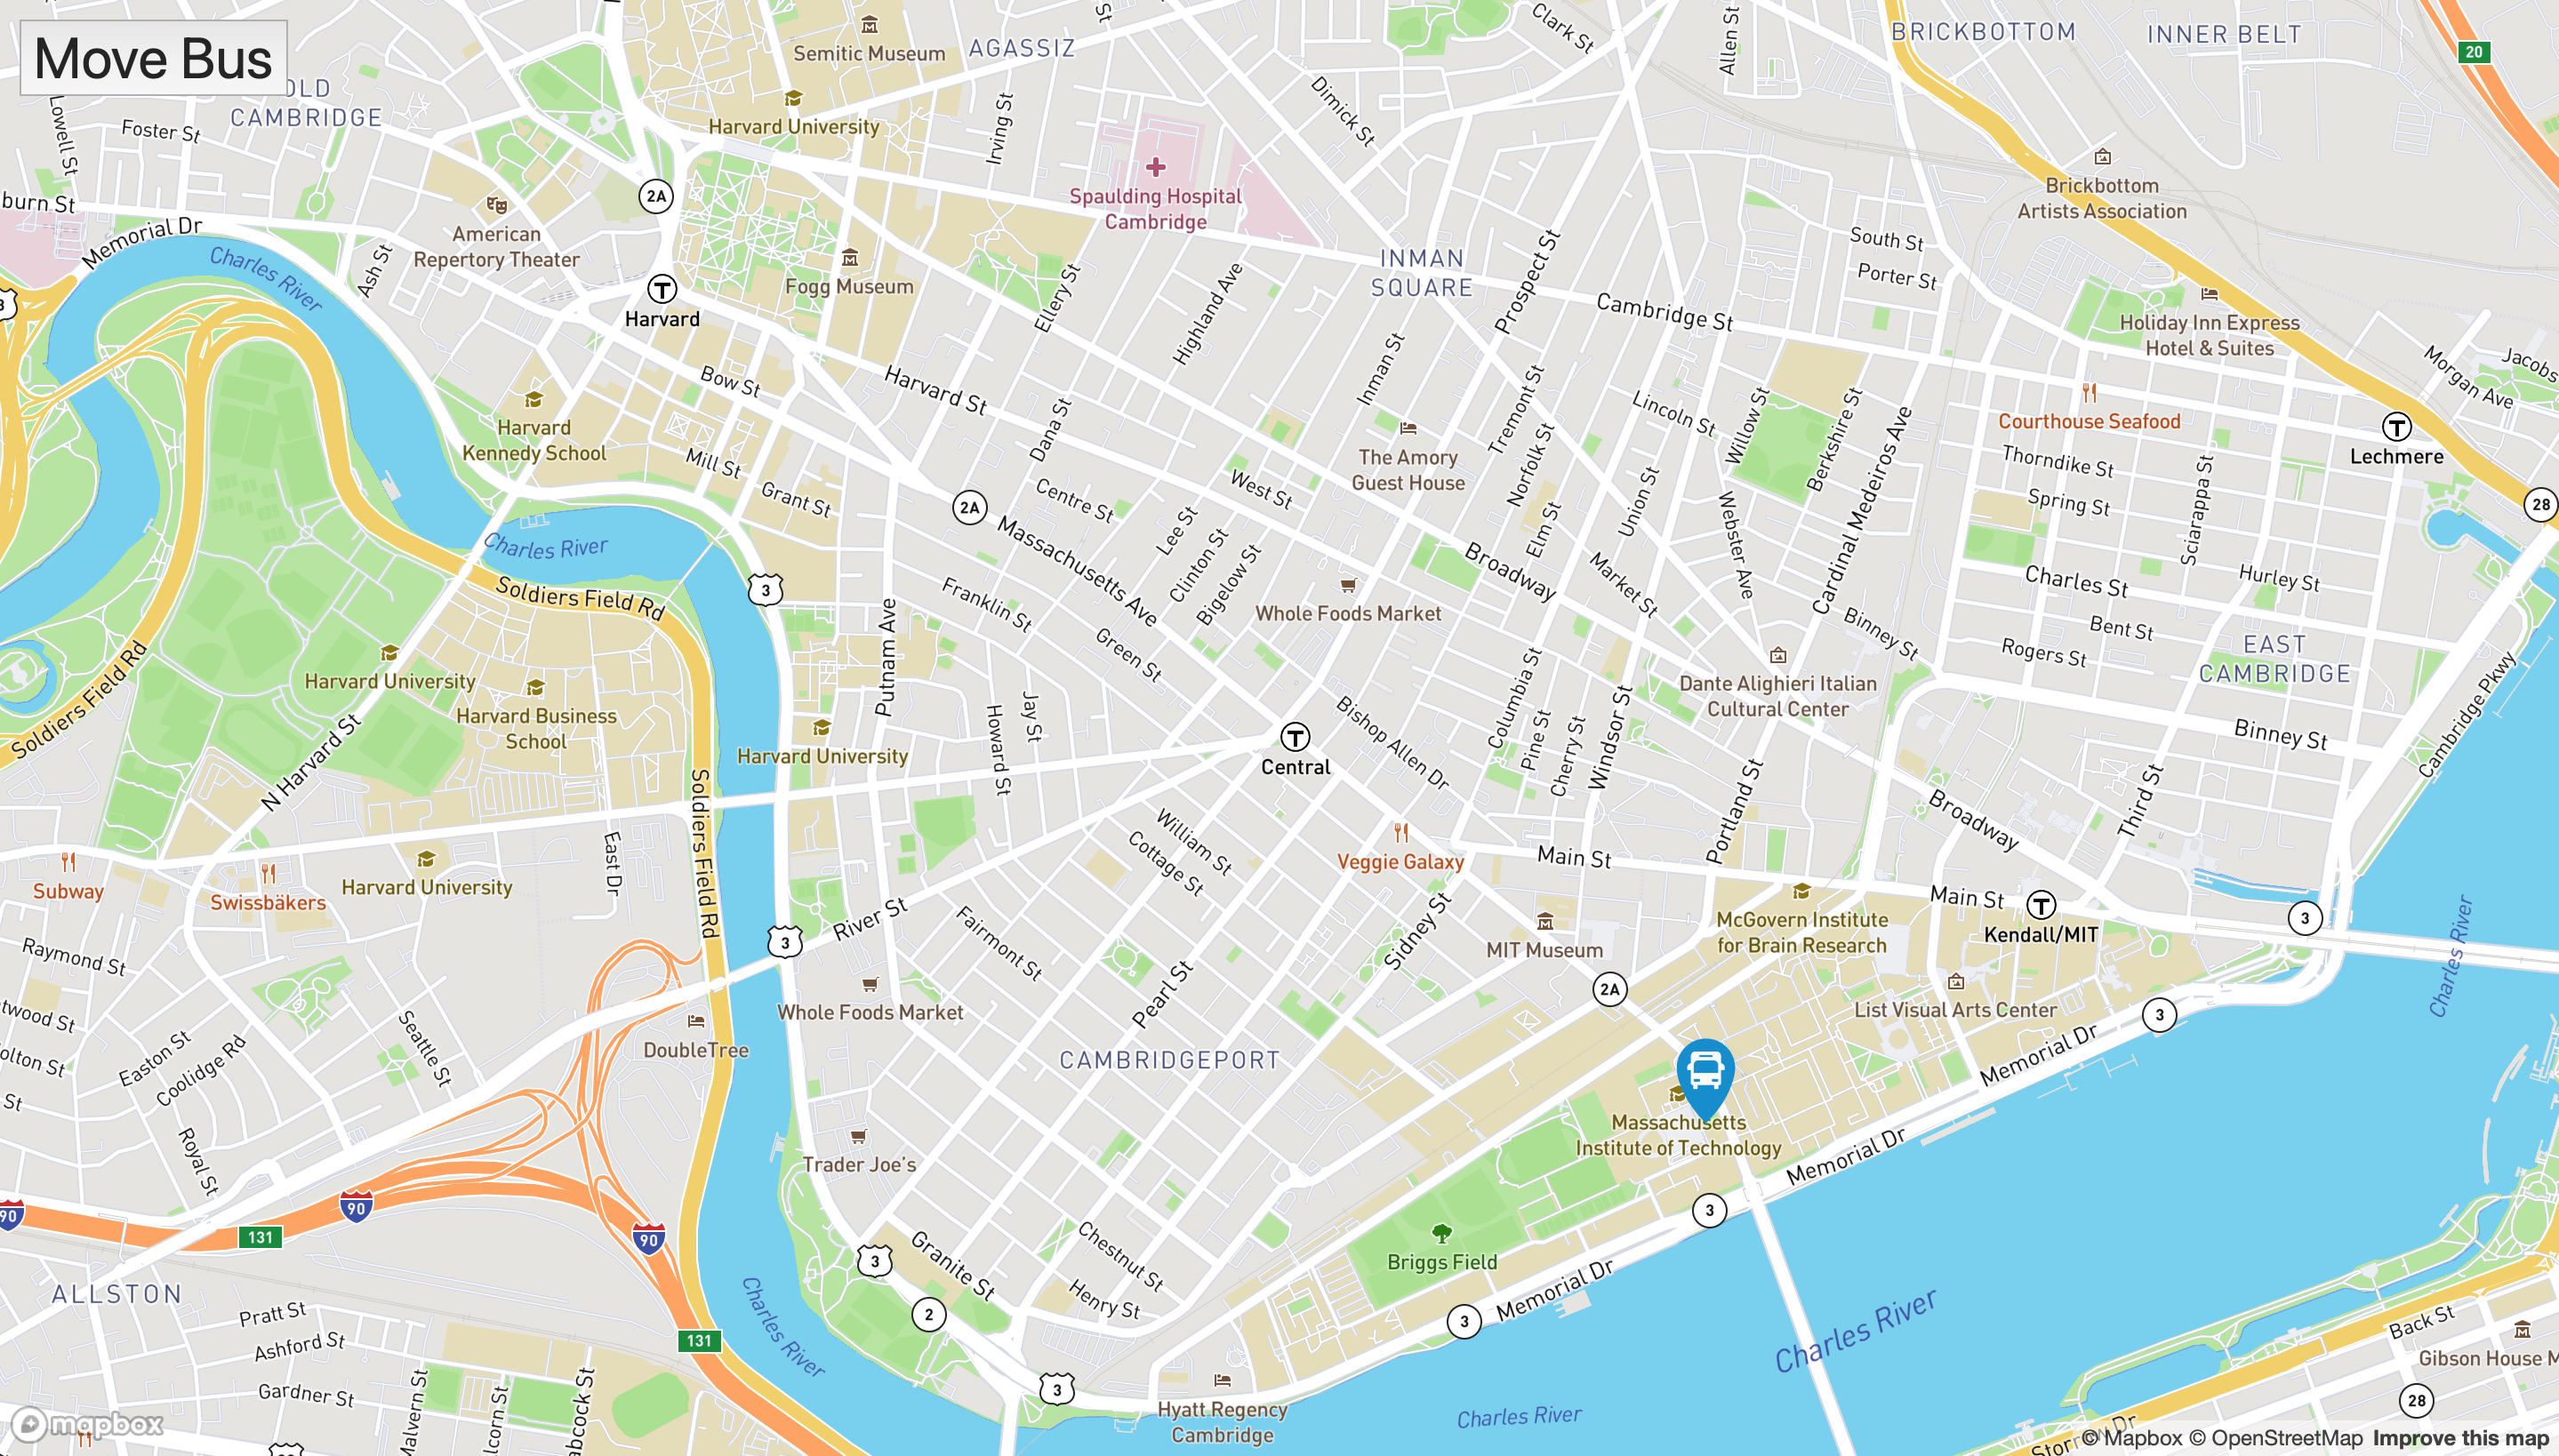 Move Bus
Semitic Museum
AGASSIZ
Clark St
Allen St
BRICKBOTTOM
INNER BELT
20
OLD
CAMBRIDGE
Lowell St
Foster St
Harvard University
Irving St
Dimick St
Spaulding Hospital
Cambridge
Brickbottom
Artists Association
2A
burn St
Memorial Dr
Charles River
Ash St
American
Repertory Theater
Fogg Museum
Harvard
Ellery St
Highland Ave
INMAN
SQUARE
Prospect St
Cambridge St
South St
Porter St
Holiday Inn Express
Hotel & Suites
Morgan Ave
Jacobs
3
Bow St
Harvard St
Inman St
Tremont St
Lincoln St
Willow St
Berkshire St
Cardinal Medeiros Ave
Courthouse Seafood
Lechmere
Harvard
Kennedy School
Mill St
Grant St
Dana St
Centre St
West St
The Amory
Guest House
Norfolk St
Elm St
Union St
Webster Ave
Thorndike St
Spring St
Sciarappa St
28
2A
Massachusetts Ave
Lee St
Clinton St
Bigelow St
Broadway
Market St
Charles St
Hurley St
Charles River
Soldiers Field Rd
3
Franklin St
Green St
Whole Foods Market
Binney St
Bent St
Rogers St
EAST
CAMBRIDGE
Harvard University
Soldiers Field Rd
N Harvard St
Harvard Business
School
Putnam Ave
Howard St
Jay St
Harvard University
Central
Bishop Allen Dr
Columbia St
Pine St
Cherry St
Windsor St
Dante Alighieri Italian
Cultural Center
Portland St
Binney St
Cambridge Pkwy
Third St
Broadway
Soldiers Field Rd
East Dr
Subway
Swissbäkers
Harvard University
William St
Cottage St
Veggie Galaxy
Main St
Main St
Kendall/MIT
3
River St
3
Fairmont St
Sidney St
MIT Museum
McGovern Institute
for Brain Research
Charles River
Raymond St
twood St
olton St
St
Easton St
Coolidge Rd
Seattle St
Whole Foods Market
DoubleTree
Pearl St
2A
List Visual Arts Center
3
Memorial Dr
CAMBRIDGEPORT
Royal St
Trader Joe's
Massachusetts
Institute of Technology
Memorial Dr
90
90
131
90
3
Granite St
Chestnut St
Henry St
Briggs Field
3
Memorial Dr
3
ALLSTON
Pratt St
Ashford St
Gardner St
131
2
Charles River
3
Hyatt Regency
Cambridge
Charles River
Charles River
Back St
Gibson House M
28
Malvern St
lcorn St
abcock St
mapbox
Storrow Dr
© Mapbox © OpenStreetMap Improve this map